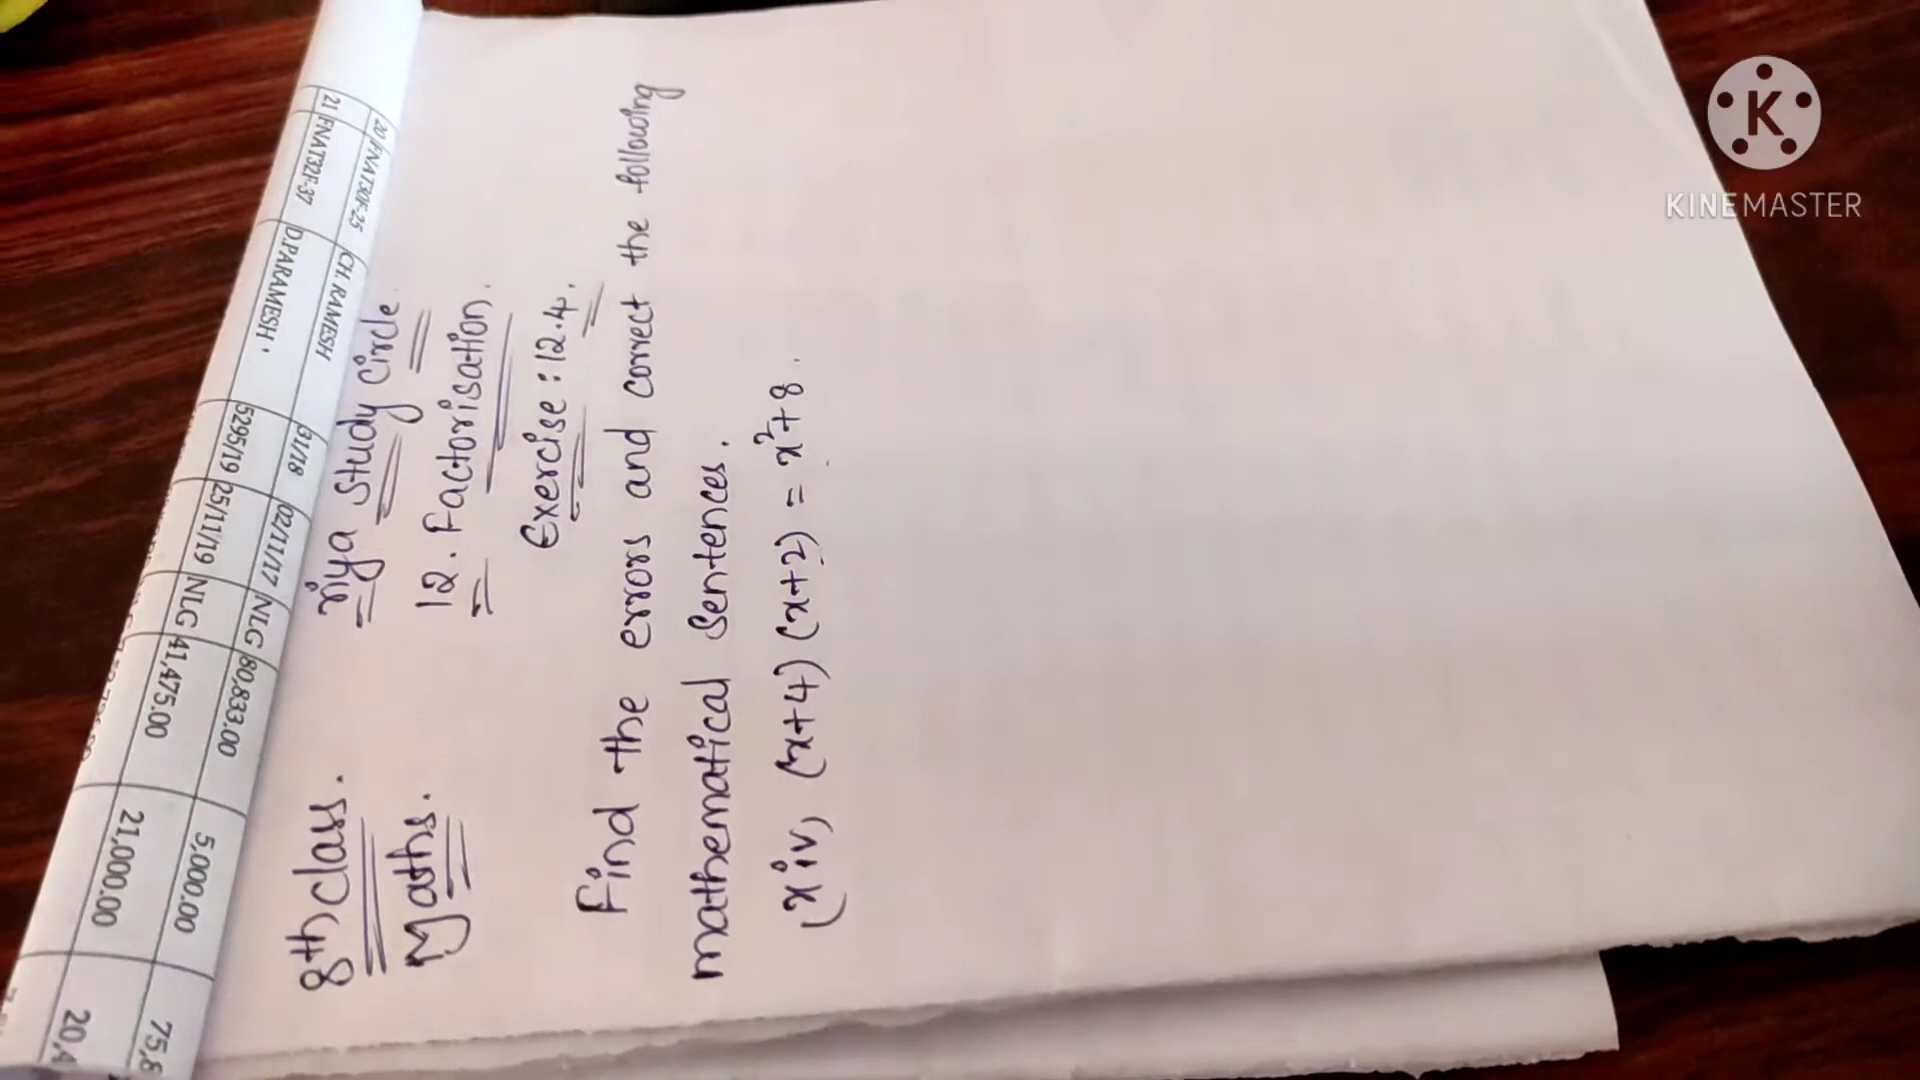 8th,class. riya study circle
Maths. 12. Factorisation.
Exercise: 12.4.
Find the errors and correct the following
mathematical Sentences.
(xiv, (x+4) (x+2) = x²+8.
20 FNAT30F-25 CH. RAMESH 31/18 02/11/17 NLG 80,833.00 5,000.00 75,8
21 FNAT32F-37 D.PARAMESH 5295/19 25/11/19 NLG 41,475.00 21,000.00 20,4
K
KINEMASTER